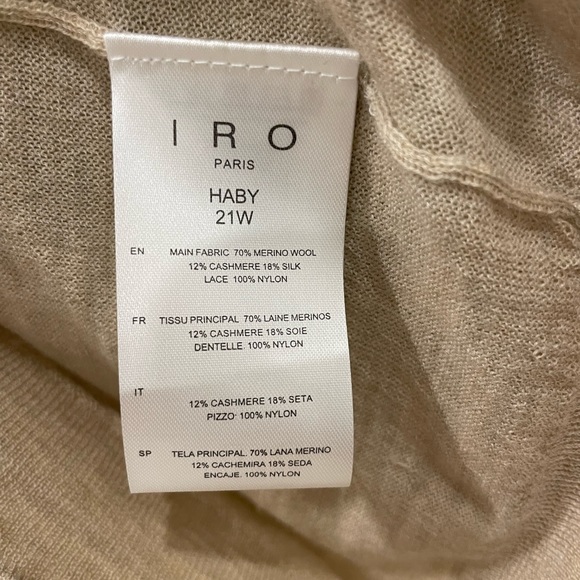 IRO
PARIS
HABY
21W
EN MAIN FABRIC 70% MERINO WOOL
12% CASHMERE 18% SILK
LACE 100% NYLON
FR TISSU PRINCIPAL 70% LAINE MERINOS
12% CASHMERE 18% SOIE
DENTELLE. 100% NYLON
IT
12% CASHMERE 18% SETA
PIZZO· 100% NYLON
SP TELA PRINCIPAL. 70% LANA MERINO
12% CACHEMIRA 18% SEDA
ENCAJE. 100% NYLON